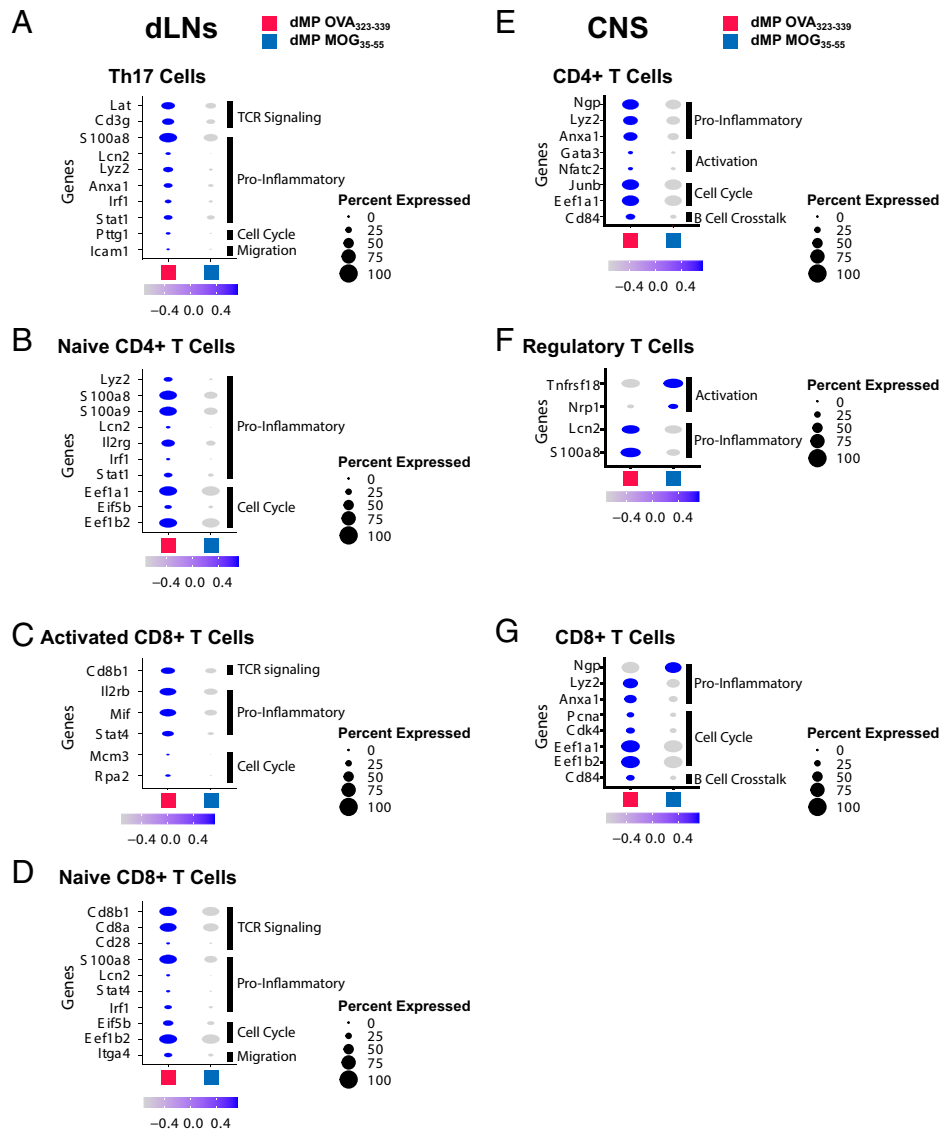 A
dLNs
dMP OVA323-339
dMP MOG35-55
Th17 Cells
Genes
Lat
Cd3g
S100a8
Lcn2
Lyz2
Anxa1
Irf1
Stat1
Pttg1
Icam1
TCR Signaling
Pro-Inflammatory
Cell Cycle
Migration
Percent Expressed
0
25
50
75
100
−0.4 0.0 0.4
B
Naive CD4+ T Cells
Genes
Lyz2
S100a8
S100a9
Lcn2
Il2rg
Irf1
Stat1
Eef1a1
Eif5b
Eef1b2
Pro-Inflammatory
Cell Cycle
Percent Expressed
0
25
50
75
100
−0.4 0.0 0.4
C
Activated CD8+ T Cells
Genes
Cd8b1
Il2rb
Mif
Stat4
Mcm3
Rpa2
TCR signaling
Pro-Inflammatory
Cell Cycle
Percent Expressed
0
25
50
75
100
−0.4 0.0 0.4
D
Naive CD8+ T Cells
Genes
Cd8b1
Cd8a
Cd28
S100a8
Lcn2
Stat4
Irf1
Eif5b
Eef1b2
Itga4
TCR Signaling
Pro-Inflammatory
Cell Cycle
Migration
Percent Expressed
0
25
50
75
100
−0.4 0.0 0.4
E
CNS
dMP OVA323-339
dMP MOG35-55
CD4+ T Cells
Genes
Ngp
Lyz2
Anxa1
Gata3
Nfatc2
Junb
Eef1a1
Cd84
Pro-Inflammatory
Activation
Cell Cycle
B Cell Crosstalk
Percent Expressed
0
25
50
75
100
−0.4 0.0 0.4
F
Regulatory T Cells
Genes
Tnfrsf18
Nrp1
Lcn2
S100a8
Activation
Pro-Inflammatory
Percent Expressed
0
25
50
75
100
−0.4 0.0 0.4
G
CD8+ T Cells
Genes
Ngp
Lyz2
Anxa1
Pcna
Cdk4
Eef1a1
Eef1b2
Cd84
Pro-Inflammatory
Cell Cycle
B Cell Crosstalk
Percent Expressed
0
25
50
75
100
−0.4 0.0 0.4